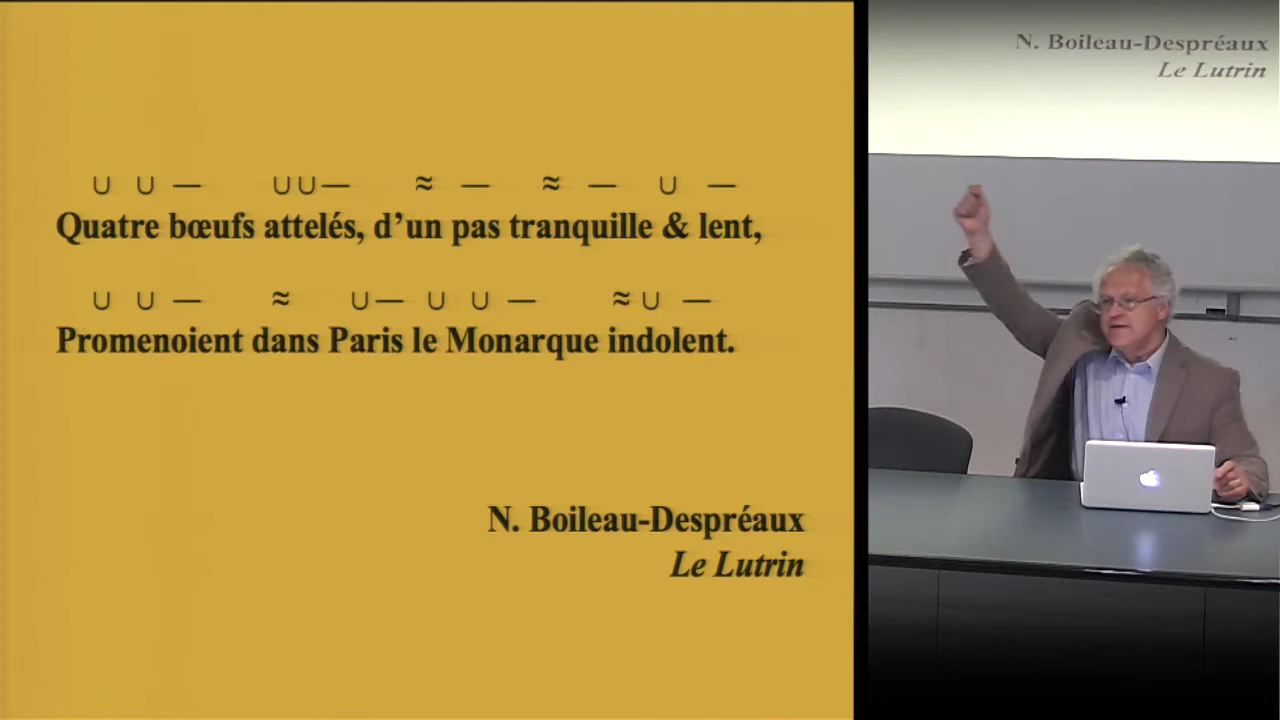 ∪ ∪ — ∪∪— ≈ — ≈ — ∪ —
Quatre bœufs attelés, d’un pas tranquille & lent,
∪ ∪ — ≈ ∪— ∪ ∪ — ≈∪ —
Promenoient dans Paris le Monarque indolent.
N. Boileau-Despréaux
Le Lutrin
N. Boileau-Despréaux
Le Lutrin